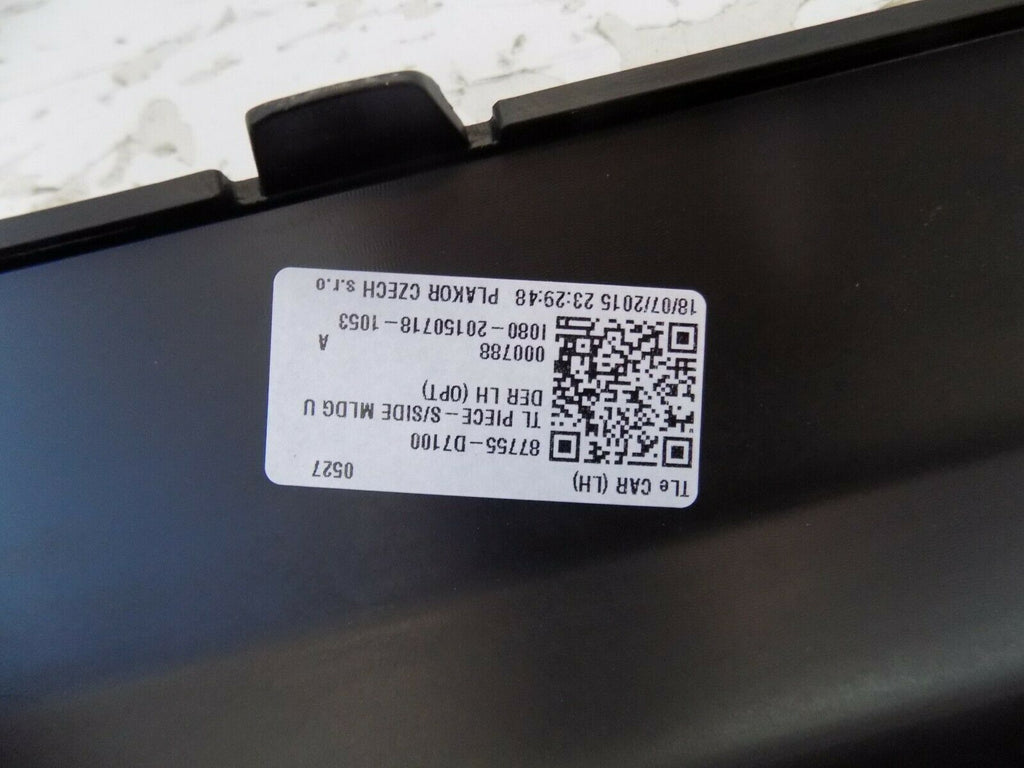 TLe CAR (LH) 0527
87755-D7100
TL PIECE-S/SIDE MLDG U
DER LH (OPT)
000788 A
I080-20150718-1053
18/07/2015 23:29:48 PLAKOR CZECH s.r.o